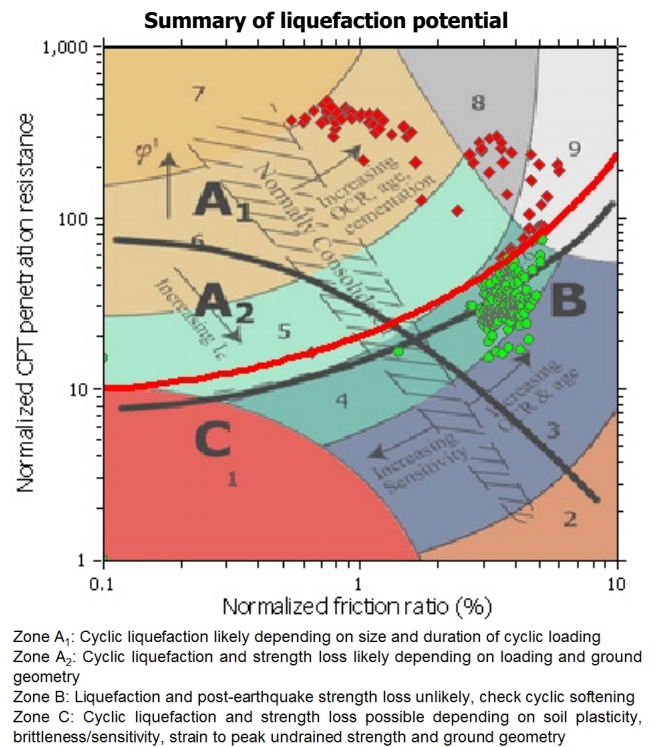 Summary of liquefaction potential
1,000
100
10
1
0.1
1
10
Normalized CPT penetration resistance
Normalized friction ratio (%)
7
8
9
φ'
A1
6
A2
5
B
4
C
1
3
2
Increasing
OCR, age,
cementation
Normally Consolid
Increasing
OCR & age
Increasing
Sensitivity
Zone A1: Cyclic liquefaction likely depending on size and duration of cyclic loading
Zone A2: Cyclic liquefaction and strength loss likely depending on loading and ground
geometry
Zone B: Liquefaction and post-earthquake strength loss unlikely, check cyclic softening
Zone C: Cyclic liquefaction and strength loss possible depending on soil plasticity,
brittleness/sensitivity, strain to peak undrained strength and ground geometry